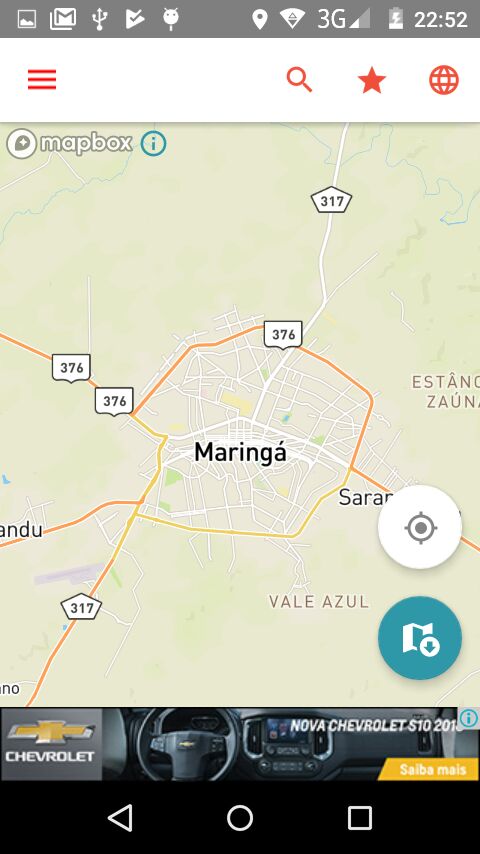 3G 22:52
mapbox
317
376
376
376
ESTÂNC
ZAÚNA
Maringá
Saran
andu
317
VALE AZUL
ano
CHEVROLET
NOVA CHEVROLET S10 2018
Saiba mais